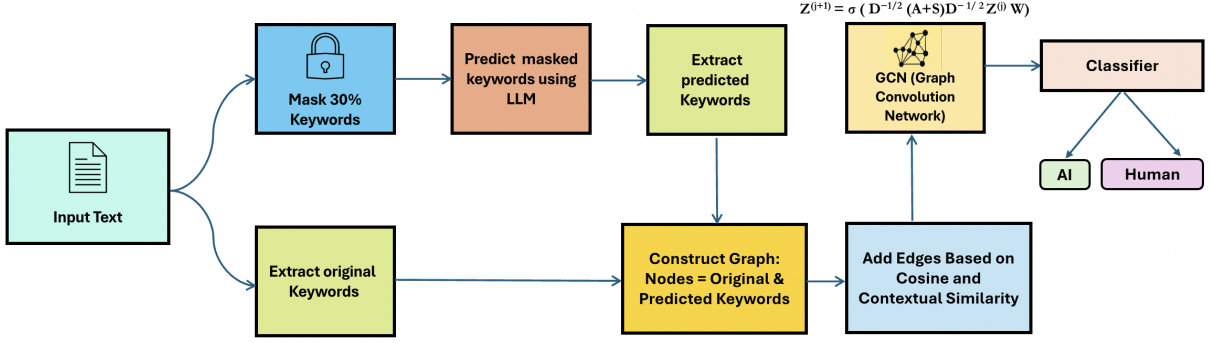 Z^(j+1) = σ ( D^−1/2 (A+S)D^− 1/ 2 Z^(j) W)
Input Text
Mask 30%
Keywords
Predict masked
keywords using
LLM
Extract
predicted
Keywords
Extract original
Keywords
Construct Graph:
Nodes = Original &
Predicted Keywords
Add Edges Based on
Cosine and
Contextual Similarity
GCN (Graph
Convolution
Network)
Classifier
AI
Human